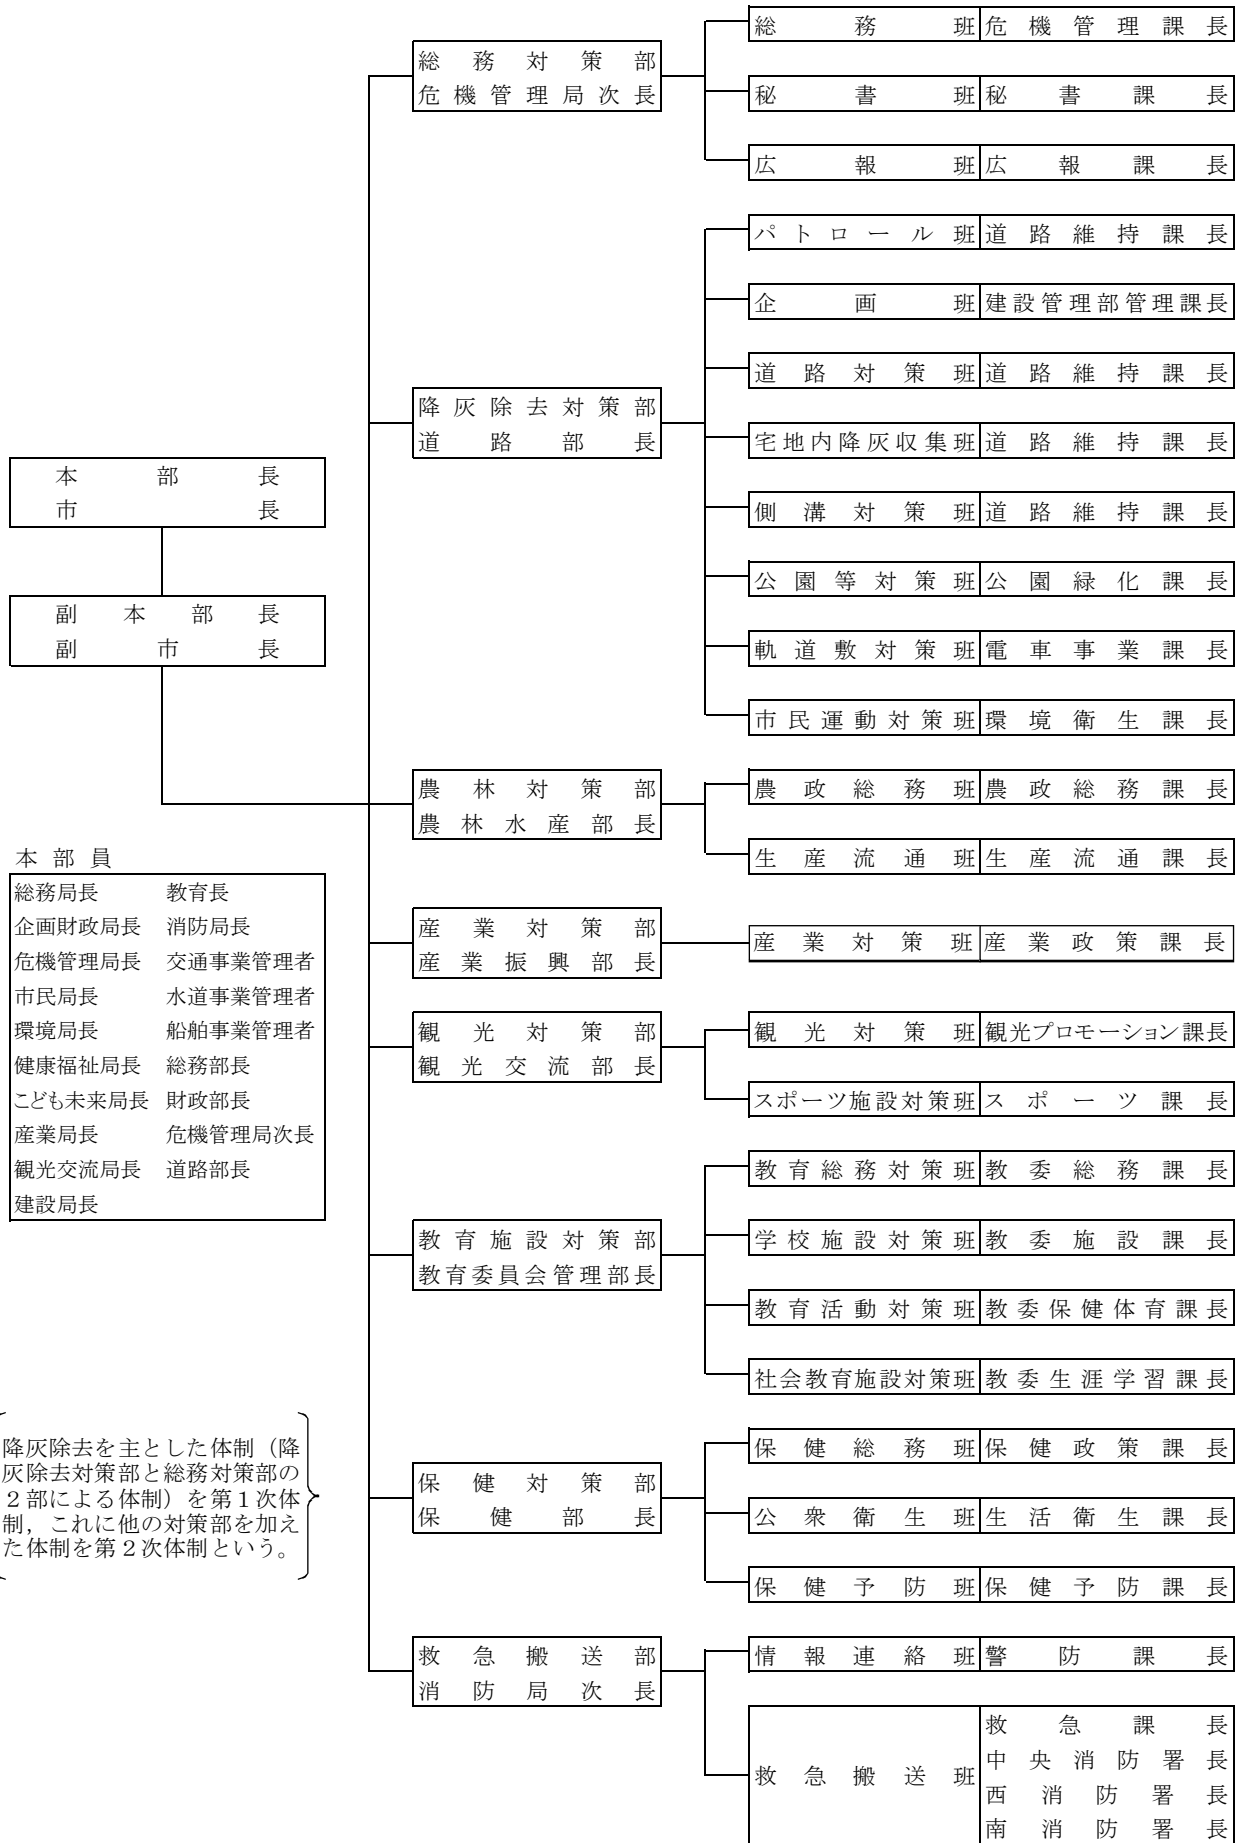 本部長
市長
副本部長
副市長
本部員
総務局長 教育長
企画財政局長 消防局長
危機管理局長 交通事業管理者
市民局長 水道事業管理者
環境局長 船舶事業管理者
健康福祉局長 総務部長
こども未来局長 財政部長
産業局長 危機管理局次長
観光交流局長 道路部長
建設局長
降灰除去を主とした体制（降
灰除去対策部と総務対策部の
２部による体制）を第１次体
制，これに他の対策部を加え
た体制を第２次体制という。
総務対策部
危機管理局次長
総務班 危機管理課長
秘書班 秘書課長
広報班 広報課長
降灰除去対策部
道路部長
パトロール班 道路維持課長
企画班 建設管理部管理課長
道路対策班 道路維持課長
宅地内降灰収集班 道路維持課長
側溝対策班 道路維持課長
公園等対策班 公園緑化課長
軌道敷対策班 電車事業課長
市民運動対策班 環境衛生課長
農林対策部
農林水産部長
農政総務班 農政総務課長
生産流通班 生産流通課長
産業対策部
産業振興部長
産業対策班 産業政策課長
観光対策部
観光交流部長
観光対策班 観光プロモーション課長
スポーツ施設対策班 スポーツ課長
教育施設対策部
教育委員会管理部長
教育総務対策班 教委総務課長
学校施設対策班 教委施設課長
教育活動対策班 教委保健体育課長
社会教育施設対策班 教委生涯学習課長
保健対策部
保健部長
保健総務班 保健政策課長
公衆衛生班 生活衛生課長
保健予防班 保健予防課長
救急搬送部
消防局次長
情報連絡班 警防課長
救急搬送班
救急課長
中央消防署長
西消防署長
南消防署長